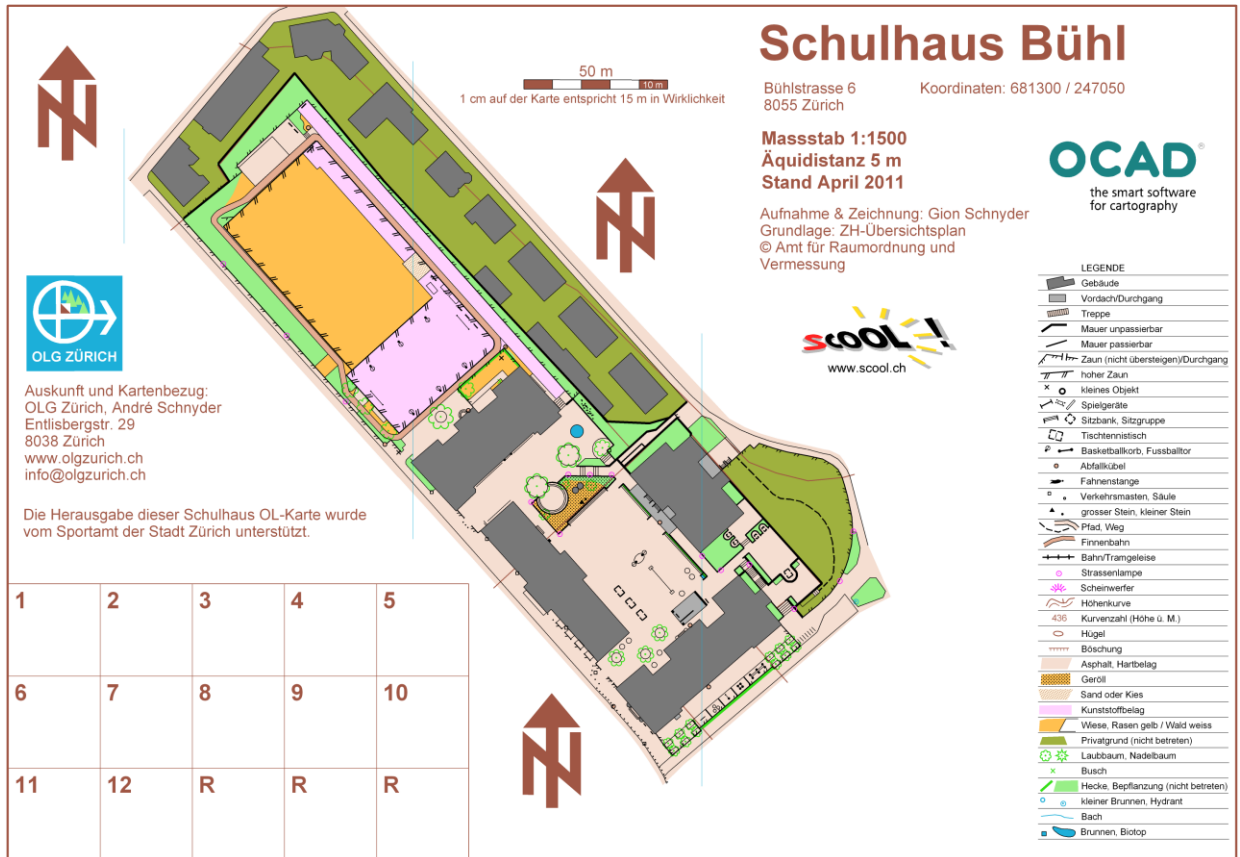 Schulhaus Bühl
Bühlstrasse 6
8055 Zürich
Koordinaten: 681300 / 247050
50 m
10 m
1 cm auf der Karte entspricht 15 m in Wirklichkeit
Massstab 1:1500
Äquidistanz 5 m
Stand April 2011
Aufnahme & Zeichnung: Gion Schnyder
Grundlage: ZH-Übersichtsplan
© Amt für Raumordnung und
Vermessung
OCAD®
the smart software
for cartography
scool!
www.scool.ch
OLG ZÜRICH
Auskunft und Kartenbezug:
OLG Zürich, André Schnyder
Entlisbergstr. 29
8038 Zürich
www.olgzurich.ch
info@olgzurich.ch
Die Herausgabe dieser Schulhaus OL-Karte wurde
vom Sportamt der Stadt Zürich unterstützt.
1 2 3 4 5
6 7 8 9 10
11 12 R R R
LEGENDE
Gebäude
Vordach/Durchgang
Treppe
Mauer unpassierbar
Mauer passierbar
Zaun (nicht übersteigen)/Durchgang
hoher Zaun
kleines Objekt
Spielgeräte
Sitzbank, Sitzgruppe
Tischtennistisch
Basketballkorb, Fussballtor
Abfallkübel
Fahnenstange
Verkehrsmasten, Säule
grosser Stein, kleiner Stein
Pfad, Weg
Finnenbahn
Bahn/Tramgeleise
Strassenlampe
Scheinwerfer
Höhenkurve
436 Kurvenzahl (Höhe ü. M.)
Hügel
Böschung
Asphalt, Hartbelag
Geröll
Sand oder Kies
Kunststoffbelag
Wiese, Rasen gelb / Wald weiss
Privatgrund (nicht betreten)
Laubbaum, Nadelbaum
Busch
Hecke, Bepflanzung (nicht betreten)
kleiner Brunnen, Hydrant
Bach
Brunnen, Biotop